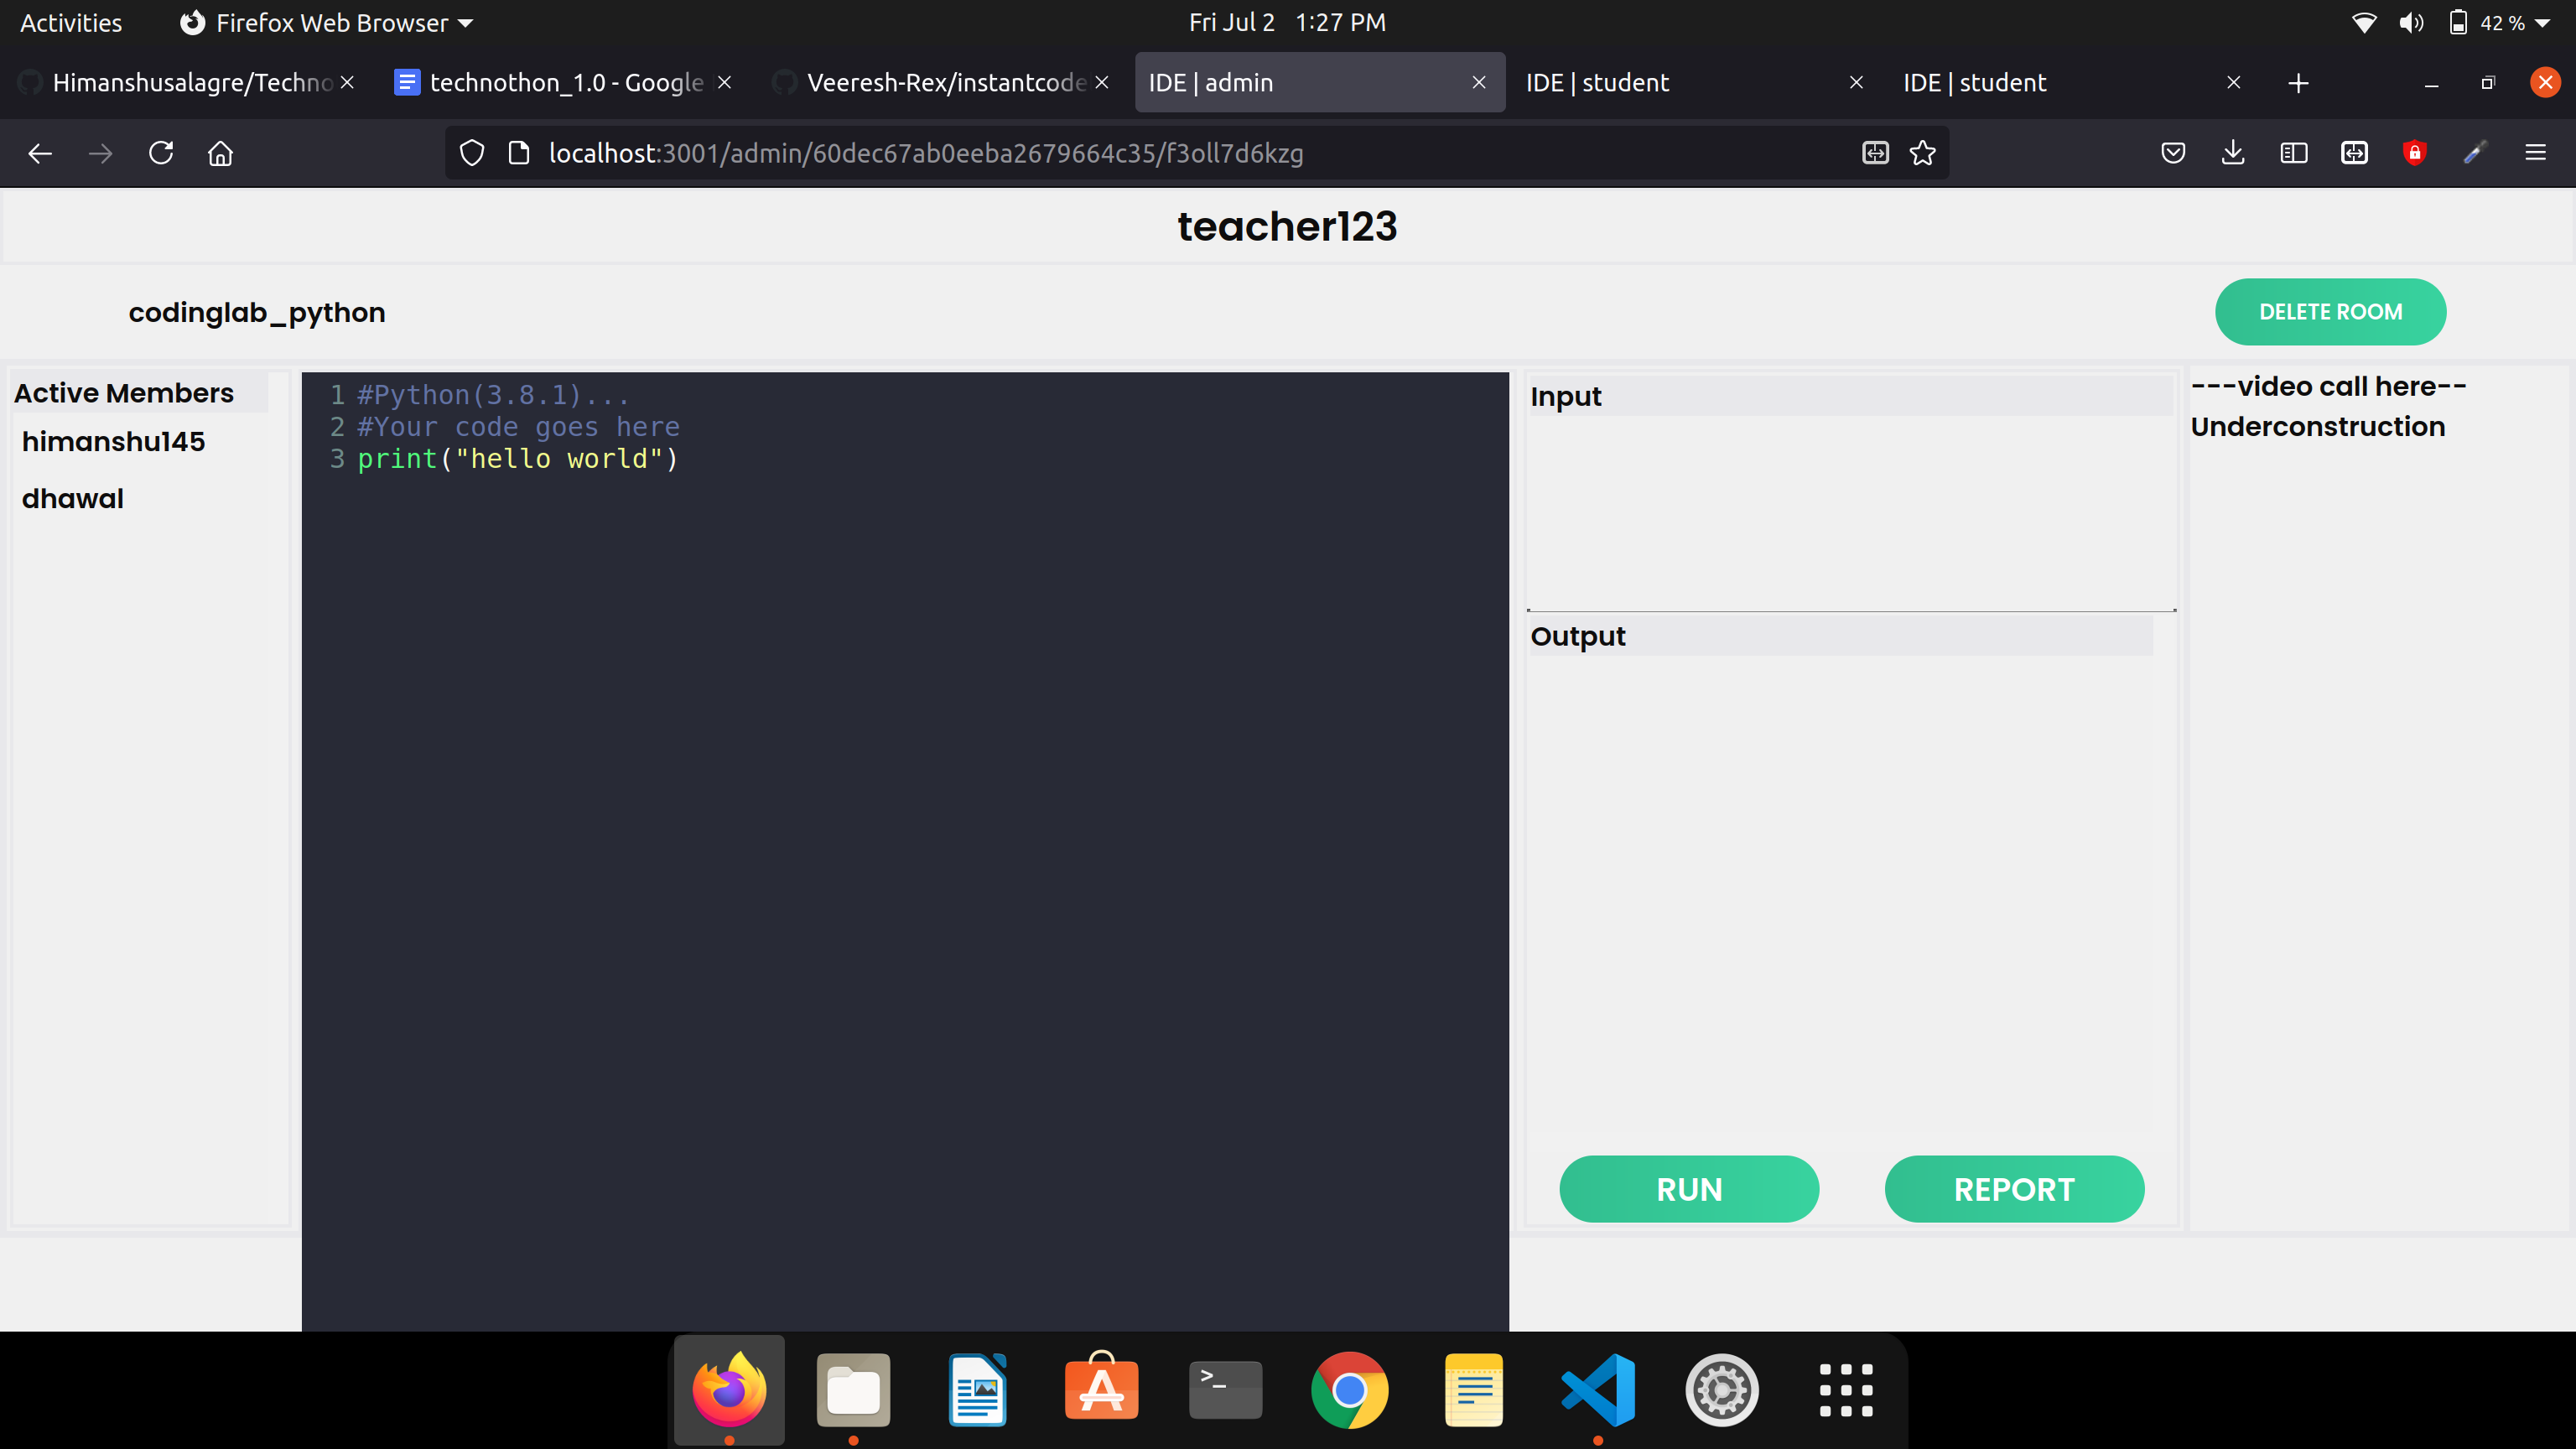 Activities
Firefox Web Browser
Fri Jul 2 1:27 PM
42 %
Himanshusalagre/Techno
technothon_1.0 - Google
Veeresh-Rex/instantcode
IDE | admin
IDE | student
IDE | student
localhost:3001/admin/60dec67ab0eeba2679664c35/f3oll7d6kzg
teacher123
codinglab_python
DELETE ROOM
Active Members
himanshu145
dhawal
1 #Python(3.8.1)...
2 #Your code goes here
3 print("hello world")
Input
Output
RUN
REPORT
---video call here--
Underconstruction